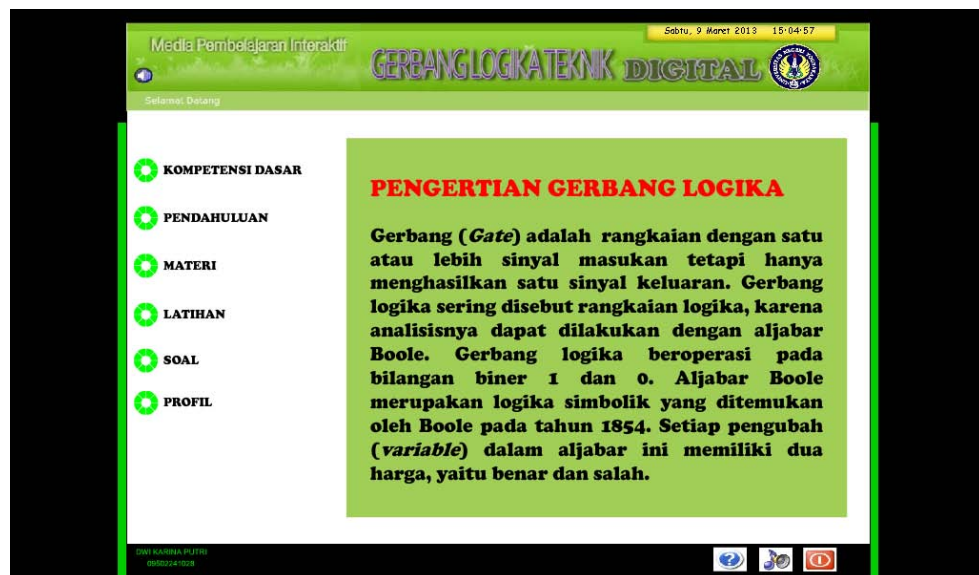 Sabtu, 9 Maret 2013 15:04:57
Media Pembelajaran Interaktif
GERBANG LOGIKA TEKNIK DIGITAL
Selamat Datang
KOMPETENSI DASAR
PENDAHULUAN
MATERI
LATIHAN
SOAL
PROFIL
PENGERTIAN GERBANG LOGIKA
Gerbang (Gate) adalah rangkaian dengan satu
atau lebih sinyal masukan tetapi hanya
menghasilkan satu sinyal keluaran. Gerbang
logika sering disebut rangkaian logika, karena
analisisnya dapat dilakukan dengan aljabar
Boole. Gerbang logika beroperasi pada
bilangan biner 1 dan 0. Aljabar Boole
merupakan logika simbolik yang ditemukan
oleh Boole pada tahun 1854. Setiap pengubah
(variable) dalam aljabar ini memiliki dua
harga, yaitu benar dan salah.
DWI KARINA PUTRI
09502241028